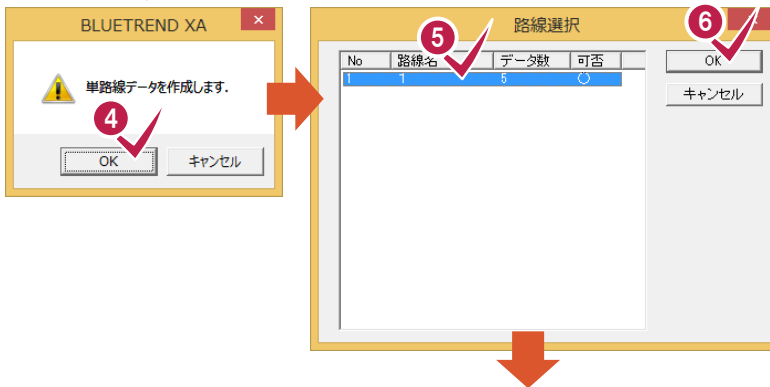 BLUETREND XA
単路線データを作成します.
4
OK
キャンセル
路線選択
5
6
No 路線名 データ数 可否
1 1 5 ○
OK
キャンセル